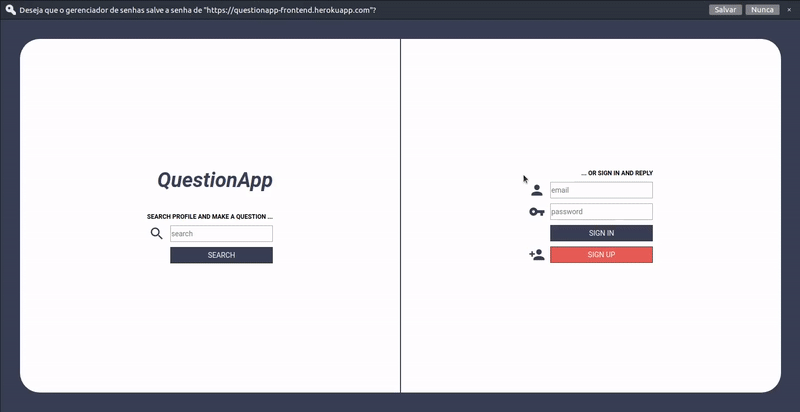 Deseja que o gerenciador de senhas salve a senha de "https://questionapp-frontend.herokuapp.com"?
Salvar
Nunca
×
QuestionApp
SEARCH PROFILE AND MAKE A QUESTION ...
search
SEARCH
... OR SIGN IN AND REPLY
email
password
SIGN IN
SIGN UP